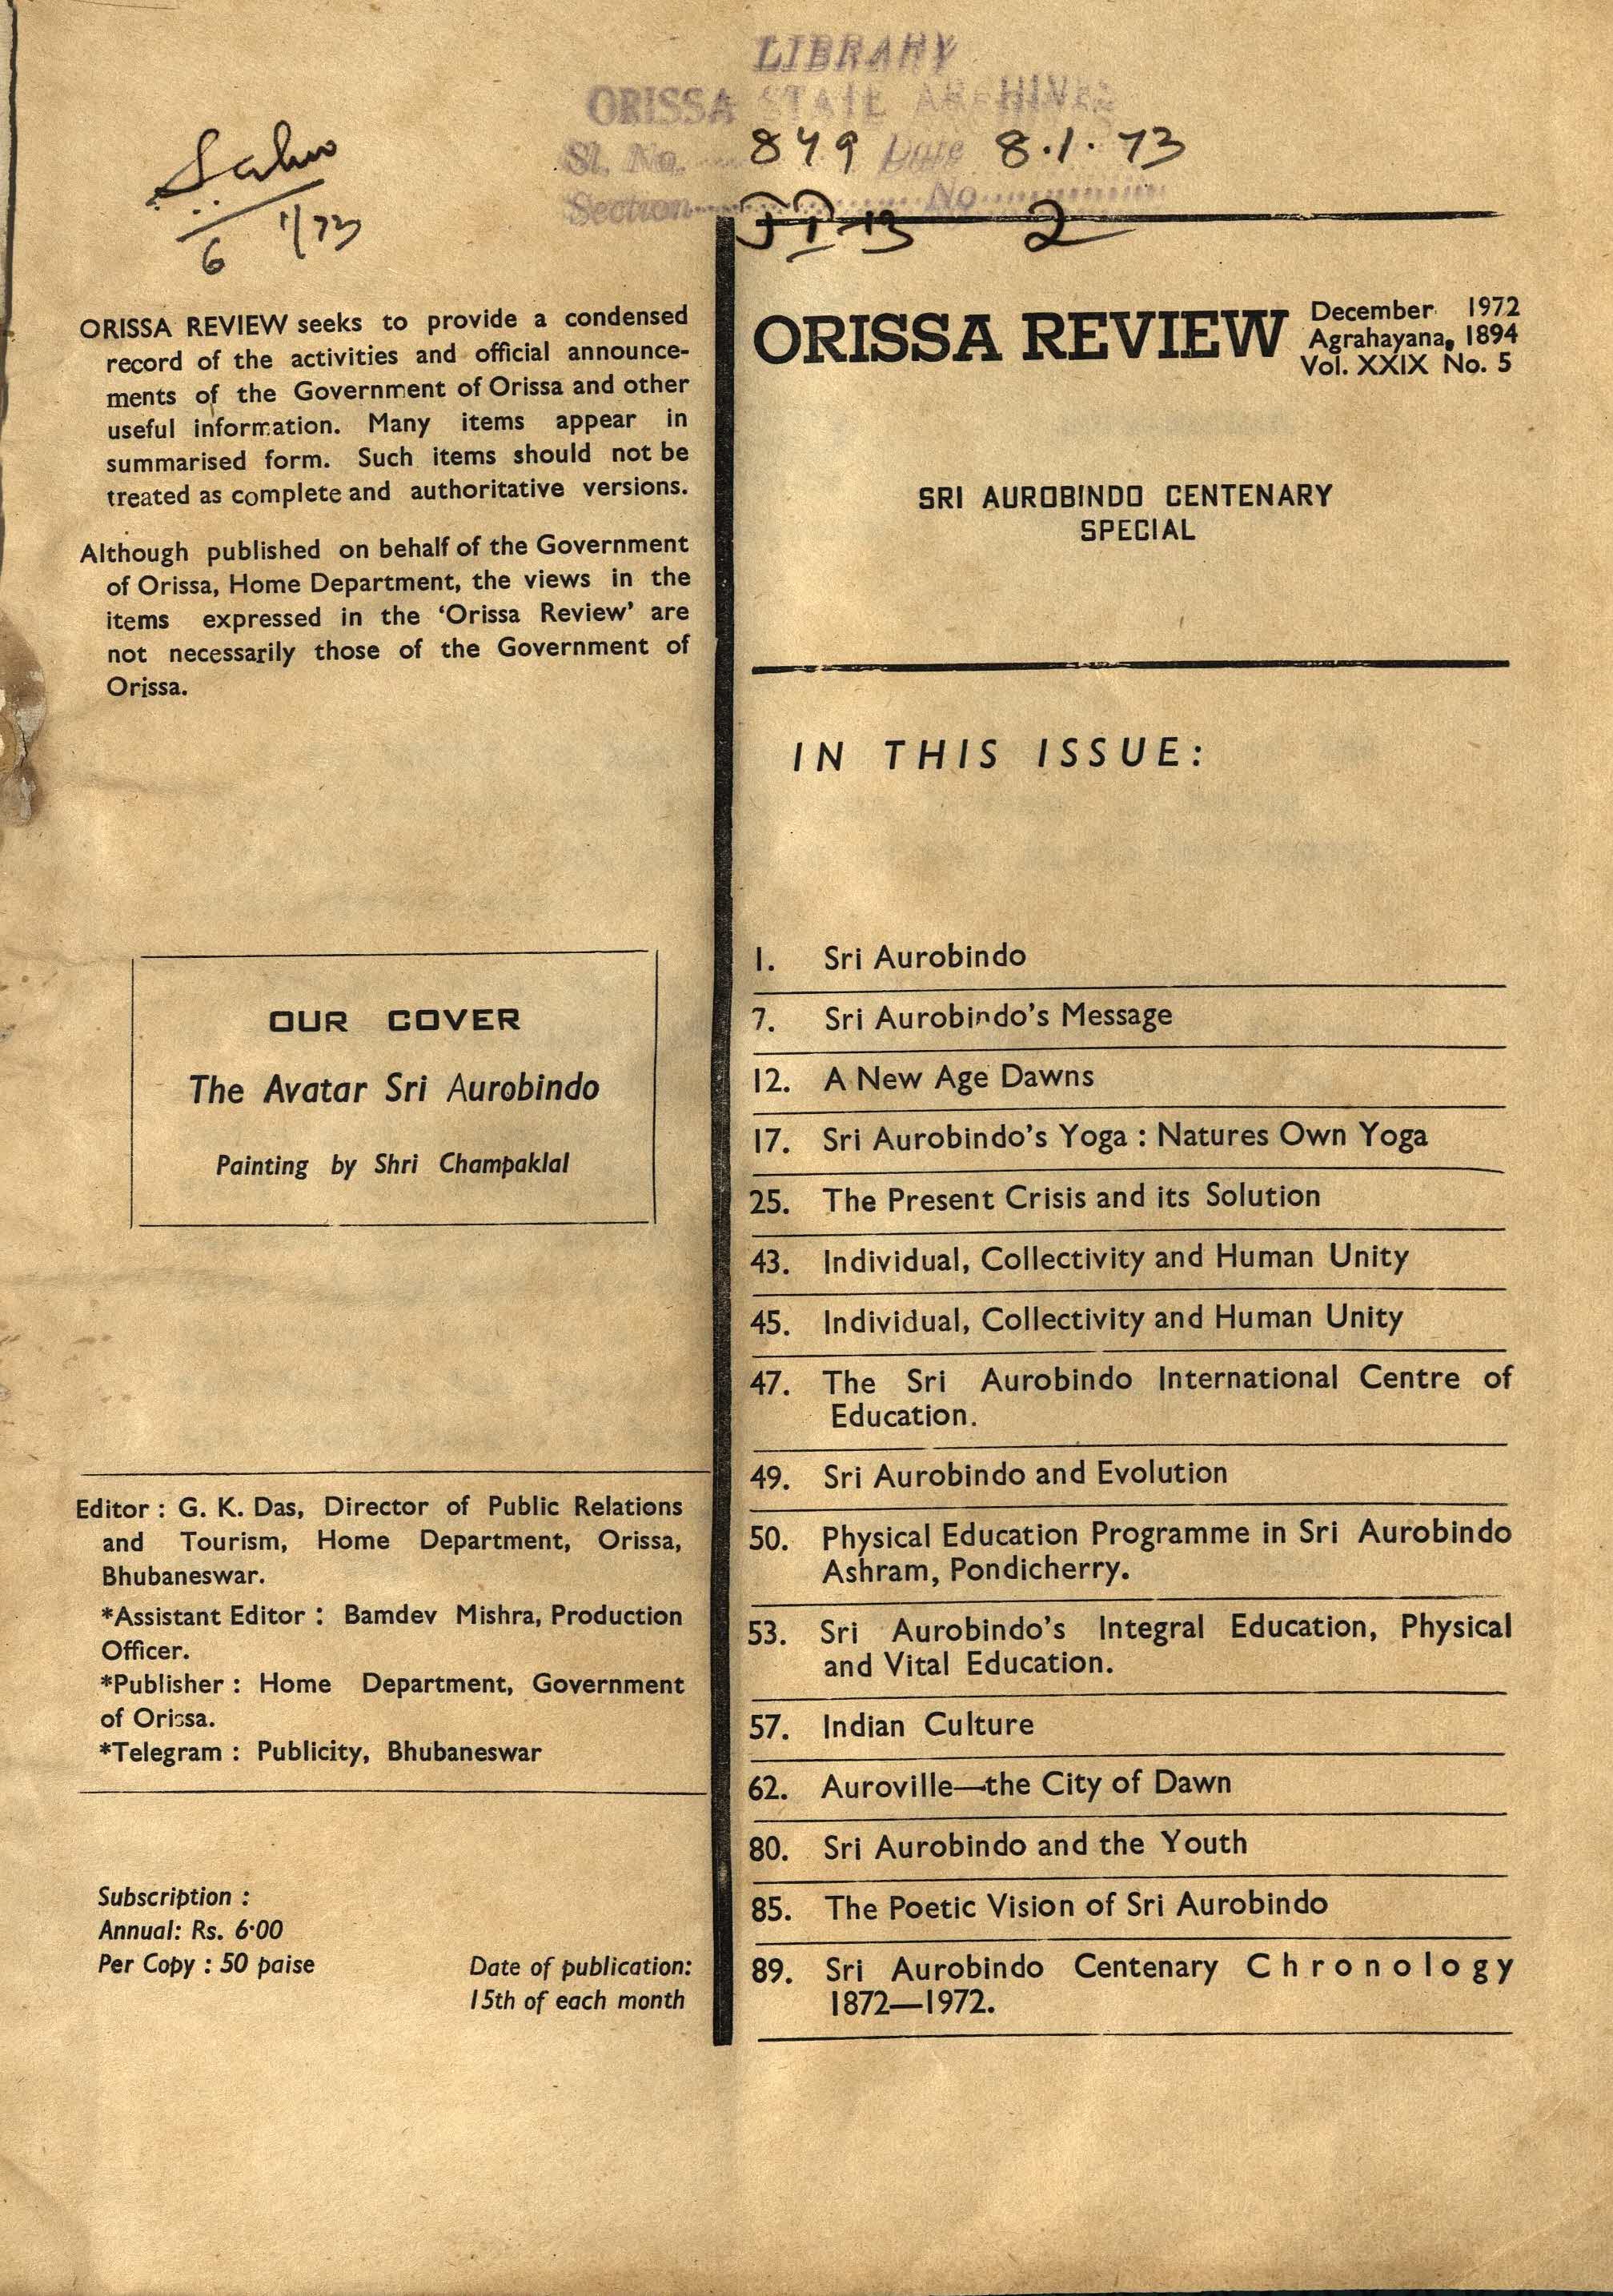 LIBRARY
ORISSA STATE ARCHIVES
Sl. No. 849 Date 8.1.73
Section No
2
Sahu
6 1/73
ORISSA REVIEW seeks to provide a condensed
record of the activities and official announce-
ments of the Government of Orissa and other
useful information. Many items appear in
summarised form. Such items should not be
treated as complete and authoritative versions.
Although published on behalf of the Government
of Orissa, Home Department, the views in the
items expressed in the ‘Orissa Review’ are
not necessarily those of the Government of
Orissa.
OUR COVER
The Avatar Sri Aurobindo
Painting by Shri Champaklal
Editor : G. K. Das, Director of Public Relations
and Tourism, Home Department, Orissa,
Bhubaneswar.
*Assistant Editor : Bamdev Mishra, Production
Officer.
*Publisher : Home Department, Government
of Orissa.
*Telegram : Publicity, Bhubaneswar
Subscription :
Annual: Rs. 6·00
Per Copy : 50 paise
Date of publication:
15th of each month
ORISSA REVIEW
December 1972
Agrahayana, 1894
Vol. XXIX No. 5
SRI AUROBINDO CENTENARY
SPECIAL
IN THIS ISSUE:
1. Sri Aurobindo
7. Sri Aurobindo’s Message
12. A New Age Dawns
17. Sri Aurobindo’s Yoga : Natures Own Yoga
25. The Present Crisis and its Solution
43. Individual, Collectivity and Human Unity
45. Individual, Collectivity and Human Unity
47. The Sri Aurobindo International Centre of
Education.
49. Sri Aurobindo and Evolution
50. Physical Education Programme in Sri Aurobindo
Ashram, Pondicherry.
53. Sri Aurobindo’s Integral Education, Physical
and Vital Education.
57. Indian Culture
62. Auroville—the City of Dawn
80. Sri Aurobindo and the Youth
85. The Poetic Vision of Sri Aurobindo
89. Sri Aurobindo Centenary Chronology
1872—1972.